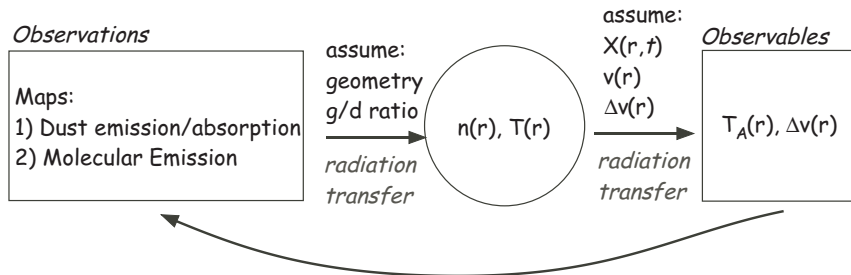 Observations
Maps:
1) Dust emission/absorption
2) Molecular Emission
assume:
geometry
g/d ratio
radiation
transfer
n(r), T(r)
assume:
X(r,t)
v(r)
Δv(r)
radiation
transfer
Observables
T_A(r), Δv(r)